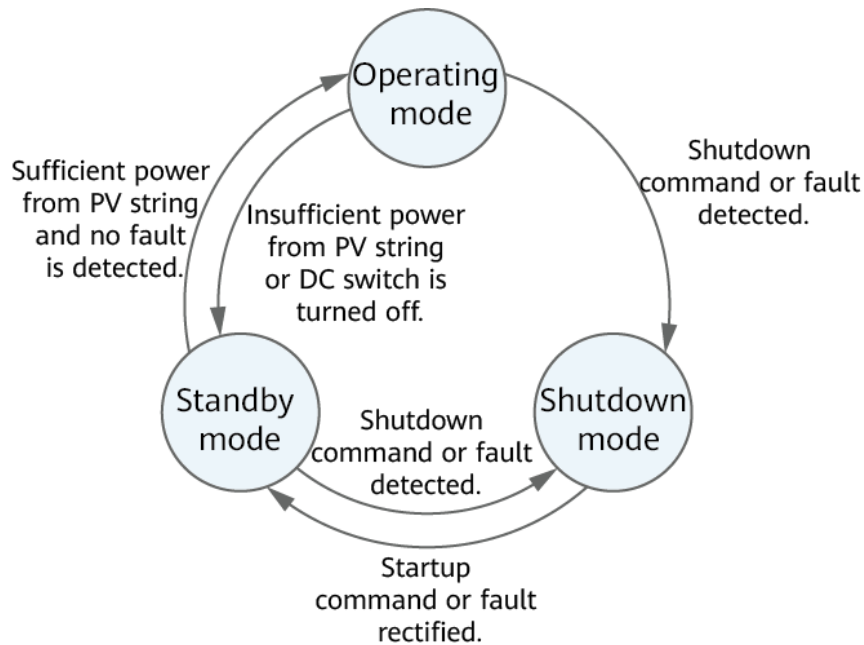 Operating
mode
Sufficient power
from PV string
and no fault
is detected.
Insufficient power
from PV string
or DC switch is
turned off.
Shutdown
command or fault
detected.
Standby
mode
Shutdown
command or fault
detected.
Shutdown
mode
Startup
command or fault
rectified.